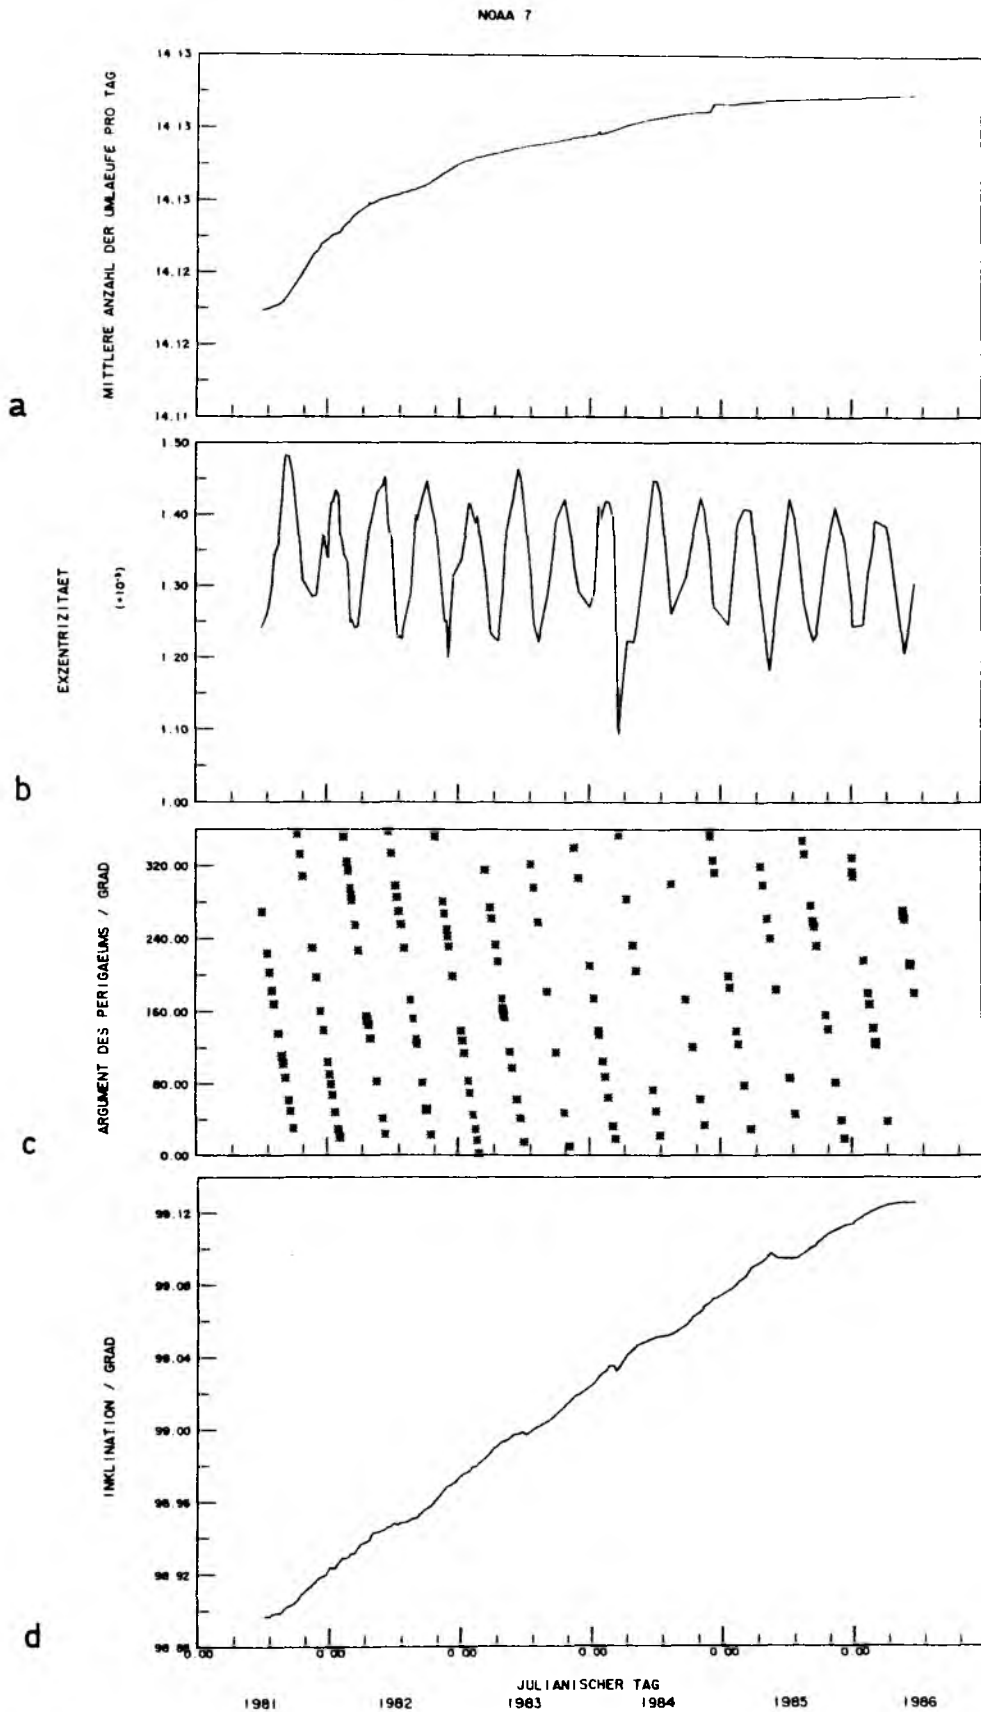 NOAA 7
a
MITTLERE ANZAHL DER UMLAEUFE PRO TAG
14.13
14.13
14.13
14.12
14.12
14.11
b
EXZENTRIZITAET
(*10⁻³)
1.50
1.40
1.30
1.20
1.10
1.00
c
ARGUMENT DES PERIGAEUMS / GRAD
320.00
240.00
160.00
80.00
0.00
d
INKLINATION / GRAD
99.12
99.08
99.04
99.00
98.96
98.92
98.88
0.00 0.00 0.00 0.00 0.00 0.00
JULIANISCHER TAG
1981 1982 1983 1984 1985 1986